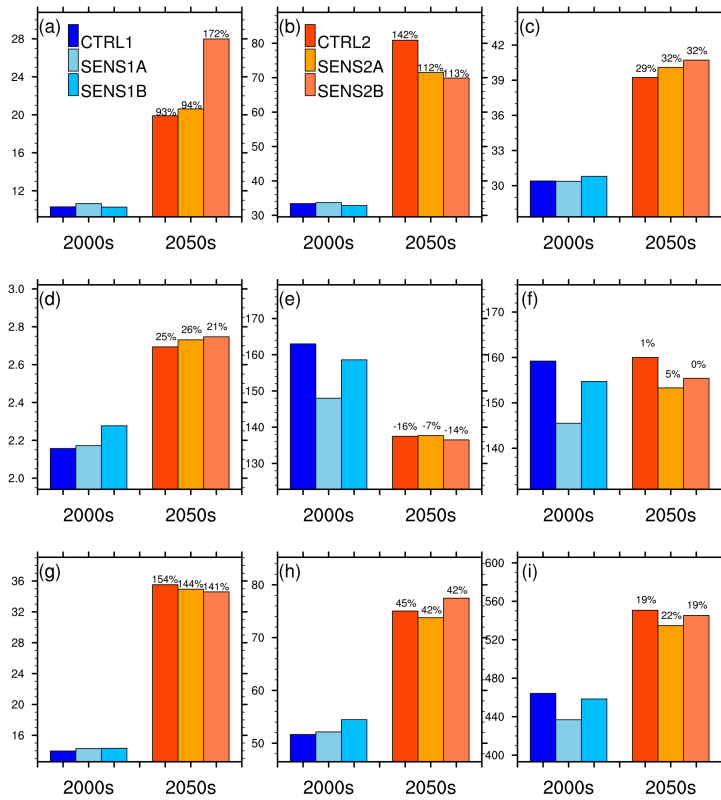 (a)
CTRL1
SENS1A
SENS1B
28
24
20
16
12
93%
94%
172%
2000s
2050s
(b)
CTRL2
SENS2A
SENS2B
80
70
60
50
40
30
142%
112%
113%
2000s
2050s
(c)
42
39
36
33
30
29%
32%
32%
2000s
2050s
(d)
3.0
2.8
2.6
2.4
2.2
2.0
25%
26%
21%
2000s
2050s
(e)
170
160
150
140
130
-16%
-7%
-14%
2000s
2050s
(f)
170
160
150
140
1%
5%
0%
2000s
2050s
(g)
36
32
28
24
20
16
154%
144%
141%
2000s
2050s
(h)
80
70
60
50
45%
42%
42%
2000s
2050s
(i)
600
560
520
480
440
400
19%
22%
19%
2000s
2050s